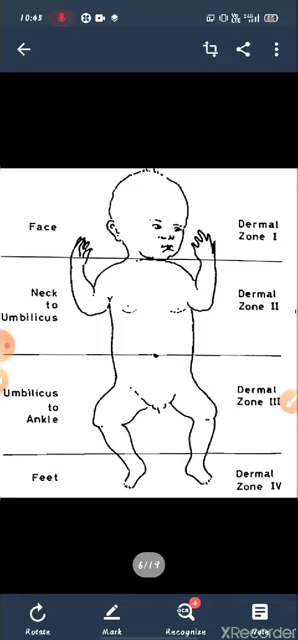 10:45
Face
Dermal
Zone I
Neck
to
Umbilicus
Dermal
Zone II
Umbilicus
to
Ankle
Dermal
Zone III
Feet
Dermal
Zone IV
6/19
Rotate
Mark
OCR
Recognize
Note
XRecorder